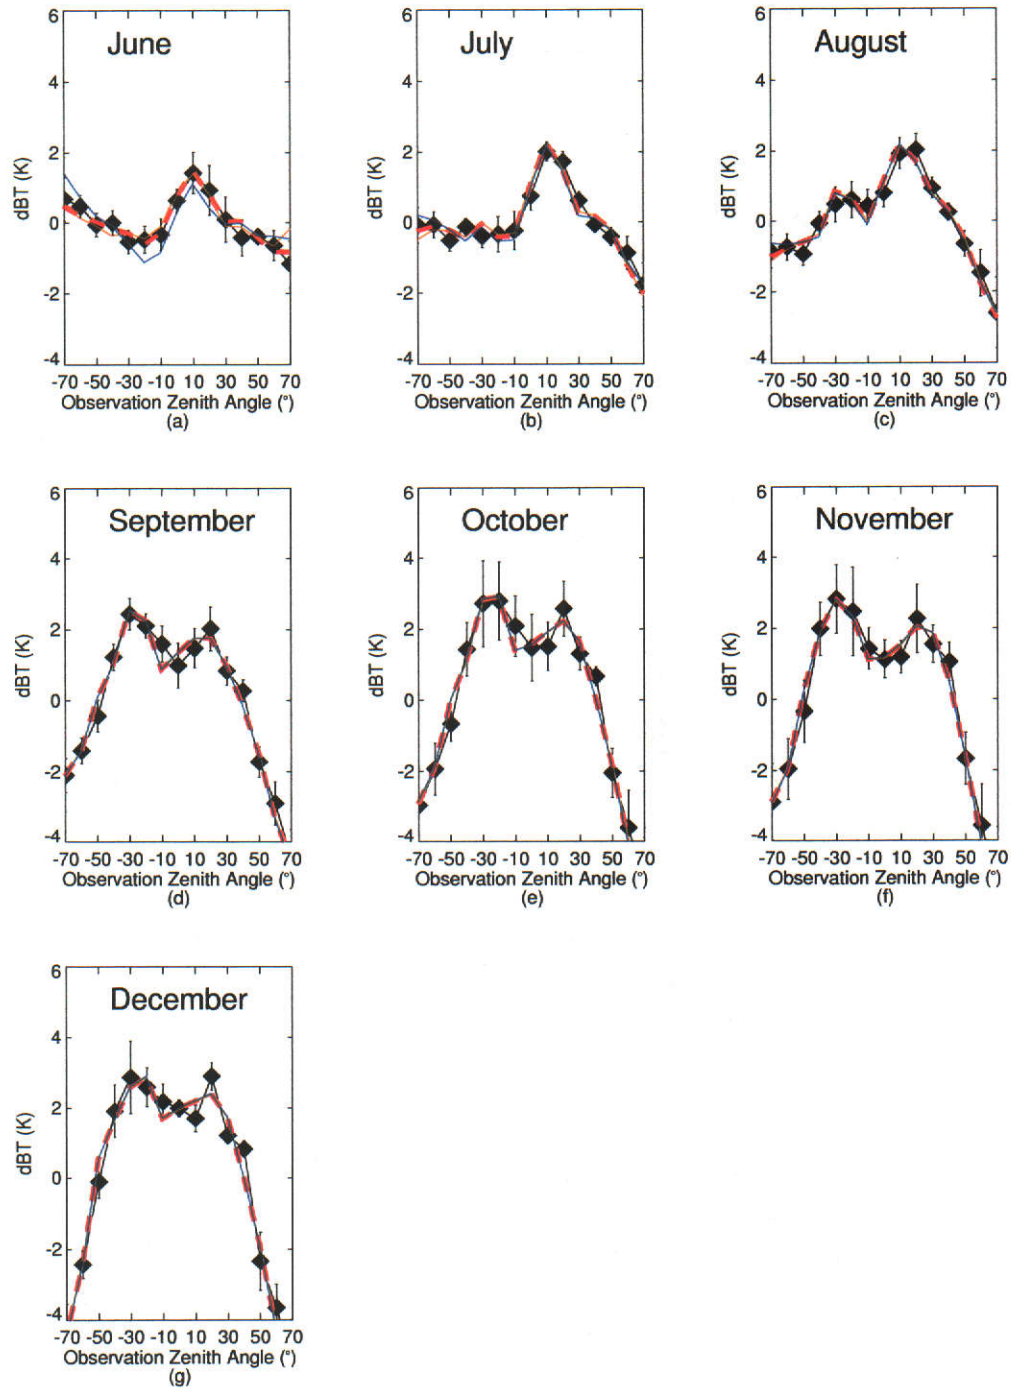 June
6
4
2
0
-2
-4
dBT (K)
-70 -50 -30 -10 10 30 50 70
Observation Zenith Angle (°)
(a)
July
6
4
2
0
-2
-4
dBT (K)
-70 -50 -30 -10 10 30 50 70
Observation Zenith Angle (°)
(b)
August
6
4
2
0
-2
-4
dBT (K)
-70 -50 -30 -10 10 30 50 70
Observation Zenith Angle (°)
(c)
September
6
4
2
0
-2
-4
dBT (K)
-70 -50 -30 -10 10 30 50 70
Observation Zenith Angle (°)
(d)
October
6
4
2
0
-2
-4
dBT (K)
-70 -50 -30 -10 10 30 50 70
Observation Zenith Angle (°)
(e)
November
6
4
2
0
-2
-4
dBT (K)
-70 -50 -30 -10 10 30 50 70
Observation Zenith Angle (°)
(f)
December
6
4
2
0
-2
-4
dBT (K)
-70 -50 -30 -10 10 30 50 70
Observation Zenith Angle (°)
(g)